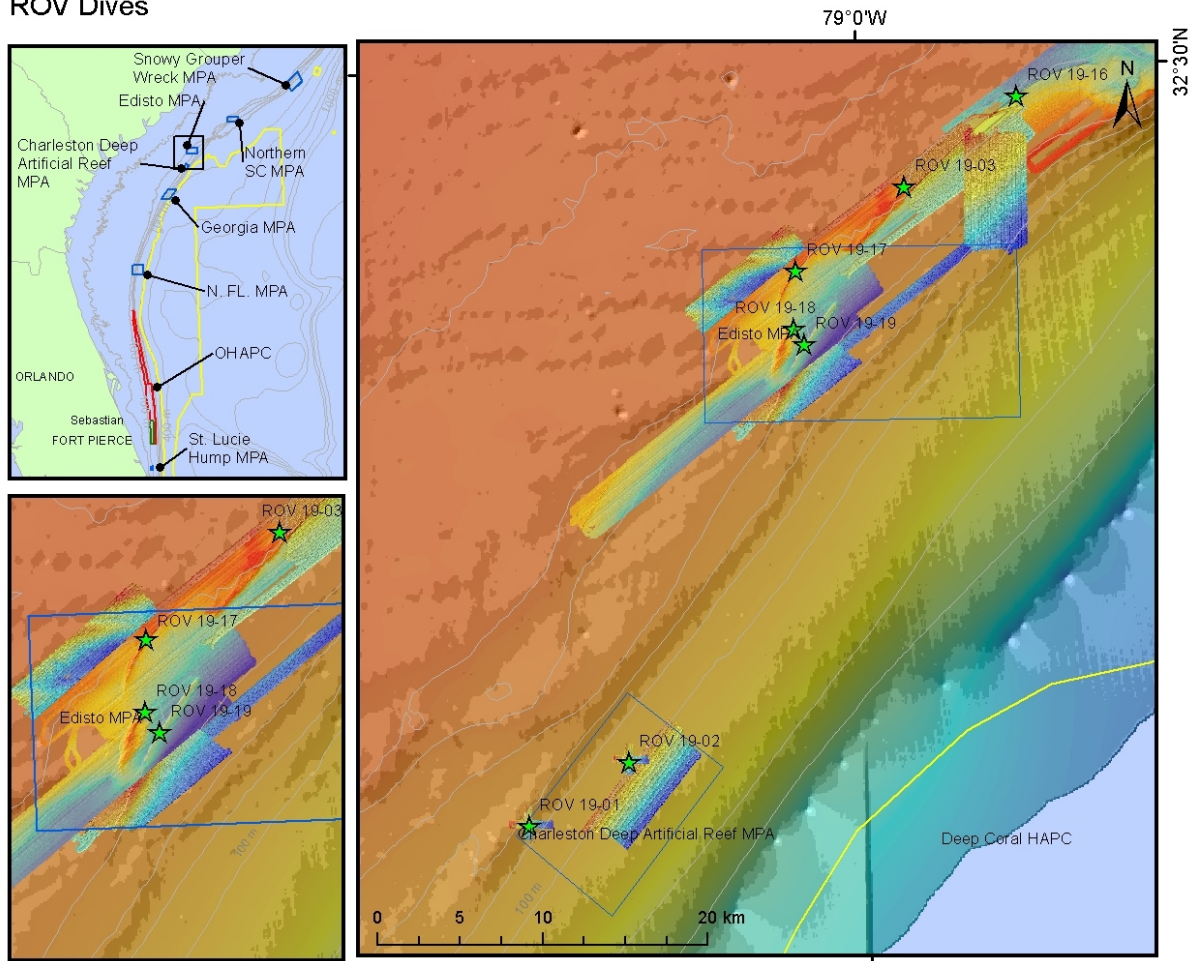 ROV Dives
Snowy Grouper
Wreck MPA
Edisto MPA
Charleston Deep
Artificial Reef
MPA
Northern
SC MPA
Georgia MPA
N. FL. MPA
OHAPC
ORLANDO
Sebastian
FORT PIERCE
St. Lucie
Hump MPA
ROV 19-03
ROV 19-17
ROV 19-18
Edisto MPA
ROV 19-19
100 m
79°0'W
32°30'N
N
ROV 19-16
ROV 19-03
ROV 19-17
ROV 19-18
Edisto MPA
ROV 19-19
ROV 19-02
ROV 19-01
Charleston Deep Artificial Reef MPA
Deep Coral HAPC
100 m
0 5 10 20 km